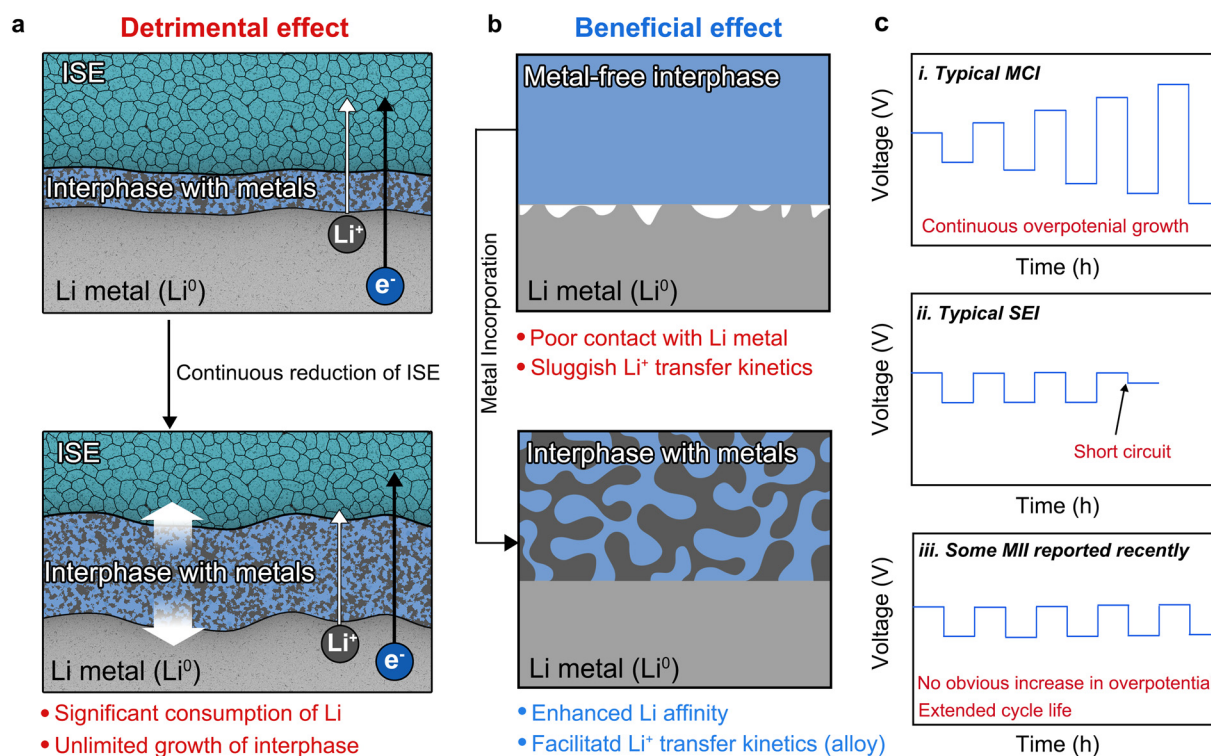 a
Detrimental effect
ISE
Interphase with metals
Li⁺
e⁻
Li metal (Li⁰)
Continuous reduction of ISE
ISE
Interphase with metals
Li⁺
e⁻
Li metal (Li⁰)
• Significant consumption of Li
• Unlimited growth of interphase
b
Beneficial effect
Metal-free interphase
Li metal (Li⁰)
• Poor contact with Li metal
• Sluggish Li⁺ transfer kinetics
Metal Incorporation
Interphase with metals
Li metal (Li⁰)
• Enhanced Li affinity
• Facilitatd Li⁺ transfer kinetics (alloy)
c
i. Typical MCI
Voltage (V)
Continuous overpotenial growth
Time (h)
ii. Typical SEI
Voltage (V)
Short circuit
Time (h)
iii. Some MII reported recently
Voltage (V)
No obvious increase in overpotentia
Extended cycle life
Time (h)